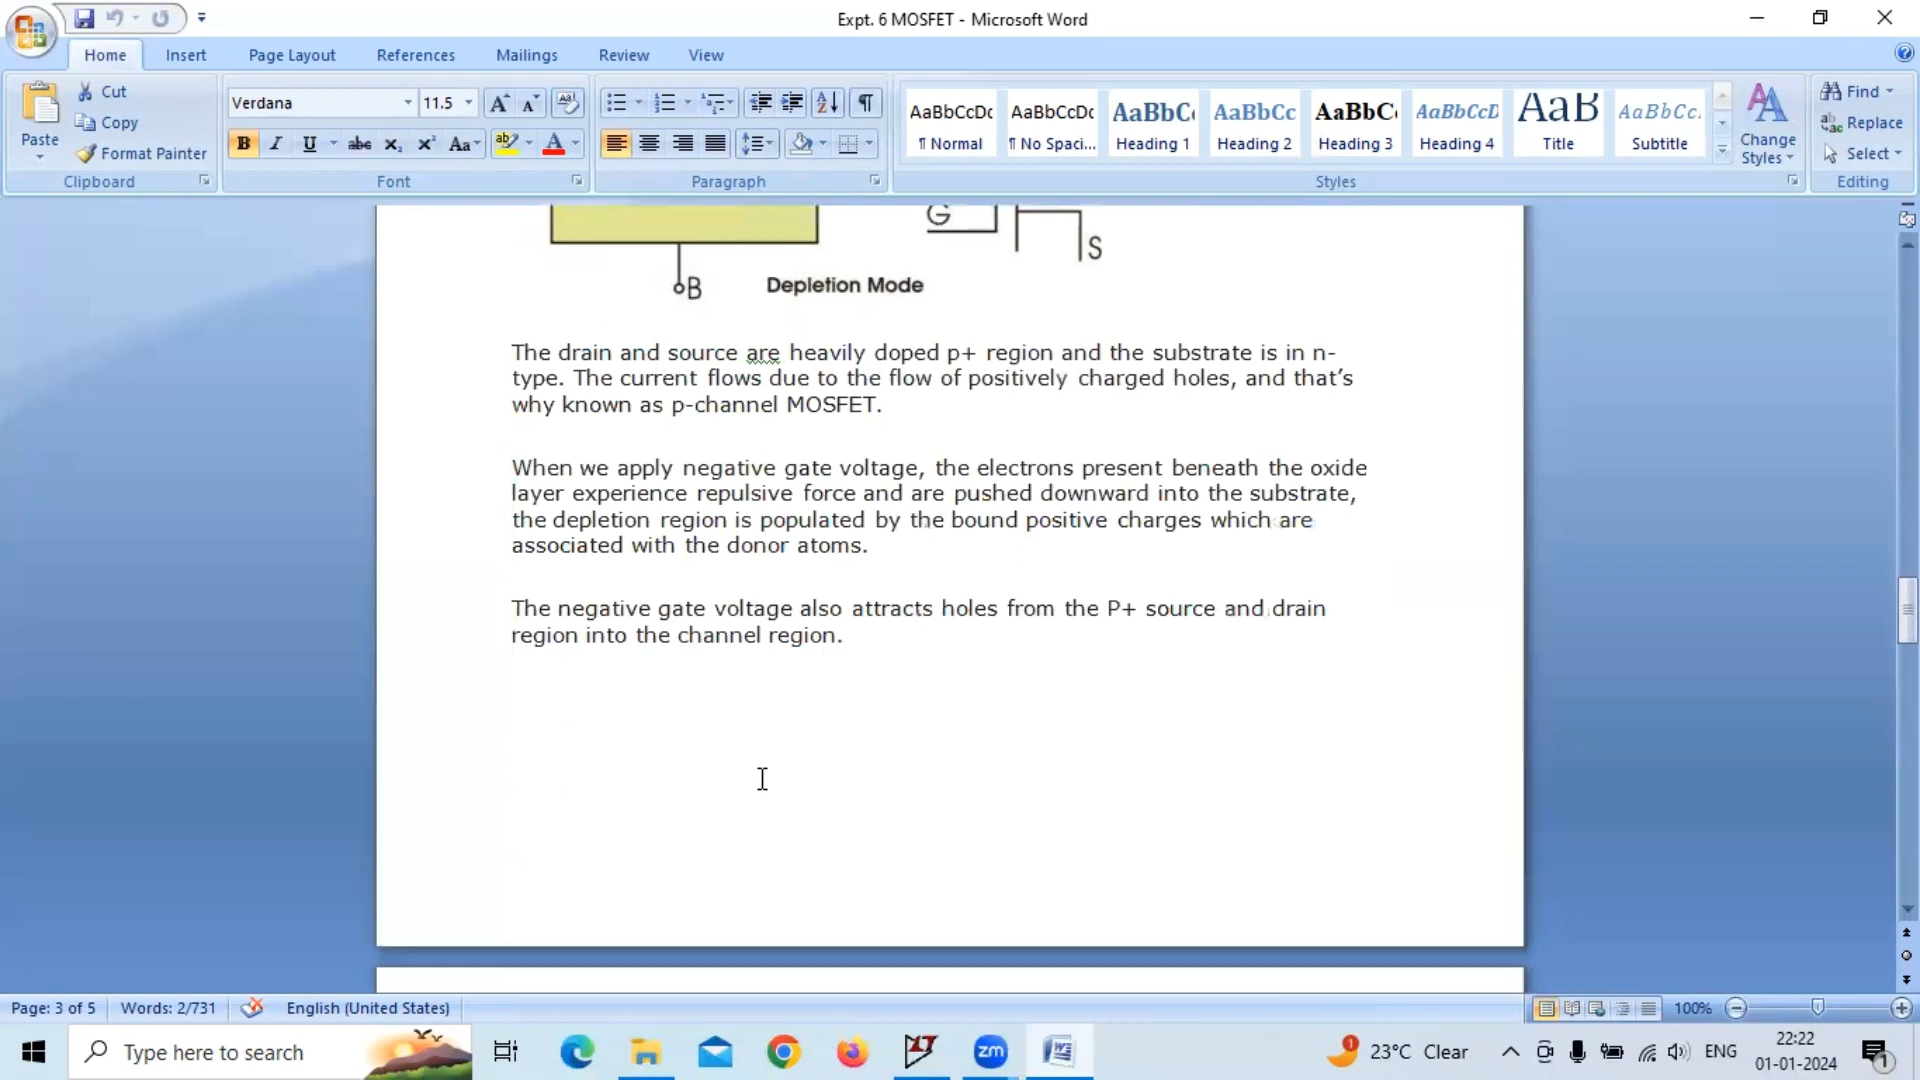 Expt. 6 MOSFET - Microsoft Word
Home Insert Page Layout References Mailings Review View
Paste
Cut
Copy
Format Painter
Clipboard
Verdana 11.5
B I U abc X₂ X² Aa ab A
Font
Paragraph
AaBbCcDc AaBbCcDc AaBbC AaBbCc AaBbC AaBbCcD AaB AaBbCc.
¶ Normal ¶ No Spaci... Heading 1 Heading 2 Heading 3 Heading 4 Title Subtitle
Change Styles
Styles
Find
Replace
Select
Editing
G
S
B Depletion Mode
The drain and source are heavily doped p+ region and the substrate is in n-
type. The current flows due to the flow of positively charged holes, and that’s
why known as p-channel MOSFET.
When we apply negative gate voltage, the electrons present beneath the oxide
layer experience repulsive force and are pushed downward into the substrate,
the depletion region is populated by the bound positive charges which are
associated with the donor atoms.
The negative gate voltage also attracts holes from the P+ source and drain
region into the channel region.
Page: 3 of 5 Words: 2/731 English (United States) 100%
Type here to search
zm
1
23°C Clear
ENG
22:22
01-01-2024
1